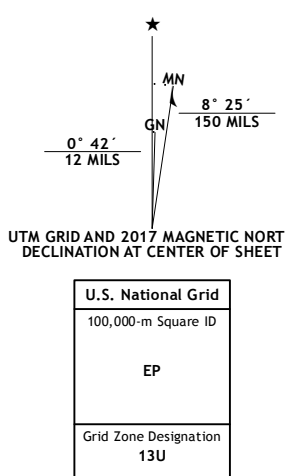 ★
MN
GN
8° 25´
150 MILS
0° 42´
12 MILS
UTM GRID AND 2017 MAGNETIC NORT
DECLINATION AT CENTER OF SHEET
U.S. National Grid
100,000-m Square ID
EP
Grid Zone Designation
13U